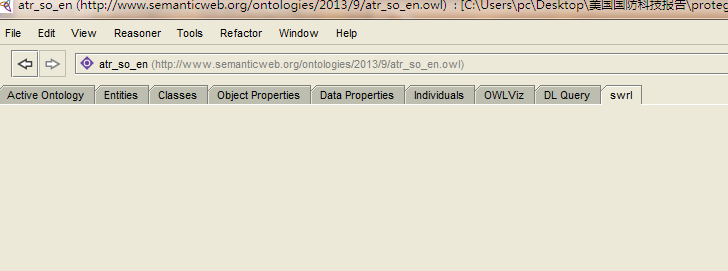 atr_so_en (http://www.semanticweb.org/ontologies/2013/9/atr_so_en.owl) : [C:\Users\pc\Desktop\美国国防科技报告\proteg
File Edit View Reasoner Tools Refactor Window Help
atr_so_en (http://www.semanticweb.org/ontologies/2013/9/atr_so_en.owl)
Active Ontology Entities Classes Object Properties Data Properties Individuals OWLViz DL Query swrl